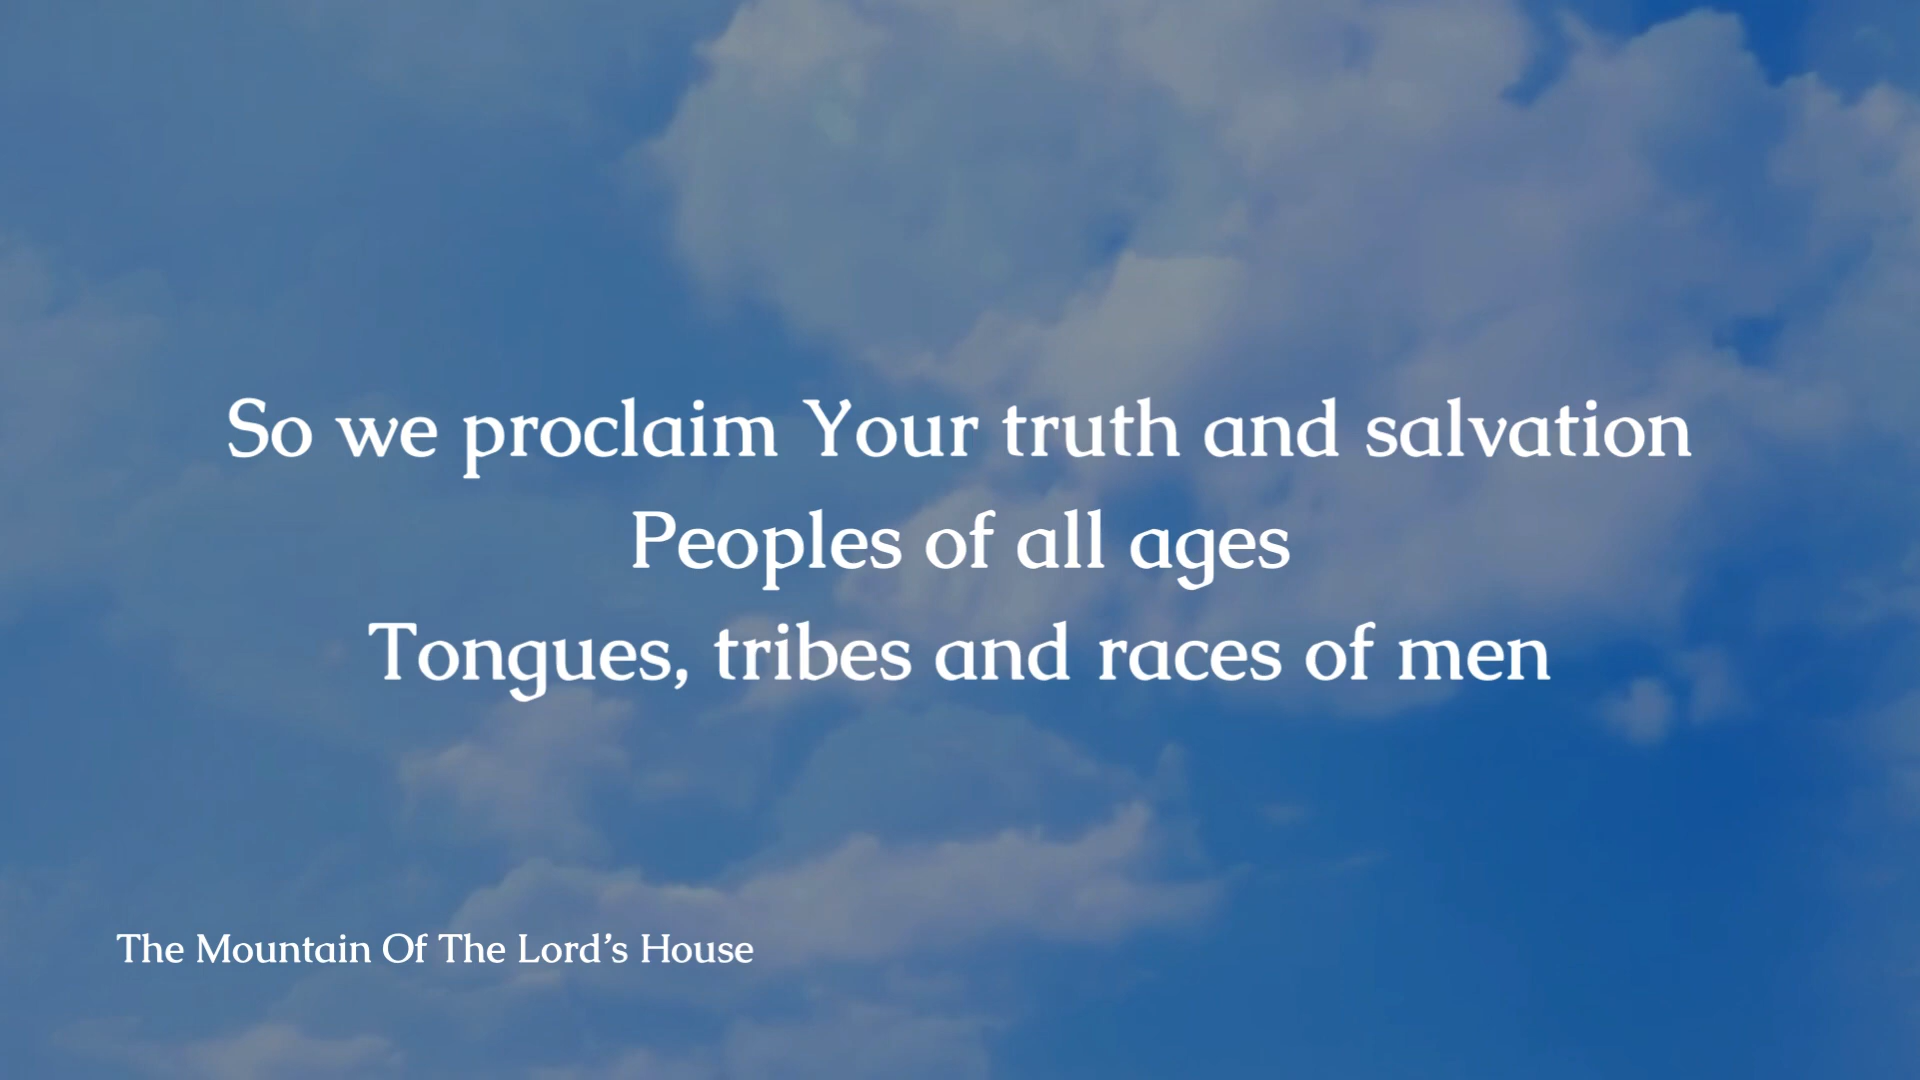 So we proclaim Your truth and salvation
Peoples of all ages
Tongues, tribes and races of men
The Mountain Of The Lord’s House